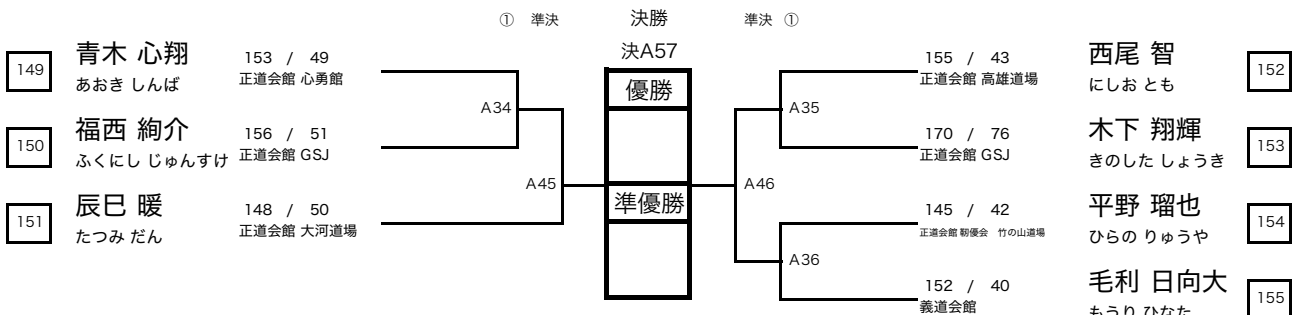 ① 準決 決勝 準決 ①
決A57
149
青木 心翔
あおき しんば
153 / 49
正道会館 心勇館
150
福西 絢介
ふくにし じゅんすけ
156 / 51
正道会館 GSJ
151
辰巳 暖
たつみ だん
148 / 50
正道会館 大河道場
A34
A45
優勝
準優勝
A35
A46
A36
155 / 43
正道会館 高雄道場
西尾 智
にしお とも
152
170 / 76
正道会館 GSJ
木下 翔輝
きのした しょうき
153
145 / 42
正道会館 靭優会 竹の山道場
平野 瑠也
ひらの りゅうや
154
152 / 40
義道会館
毛利 日向大
もうり ひなた
155